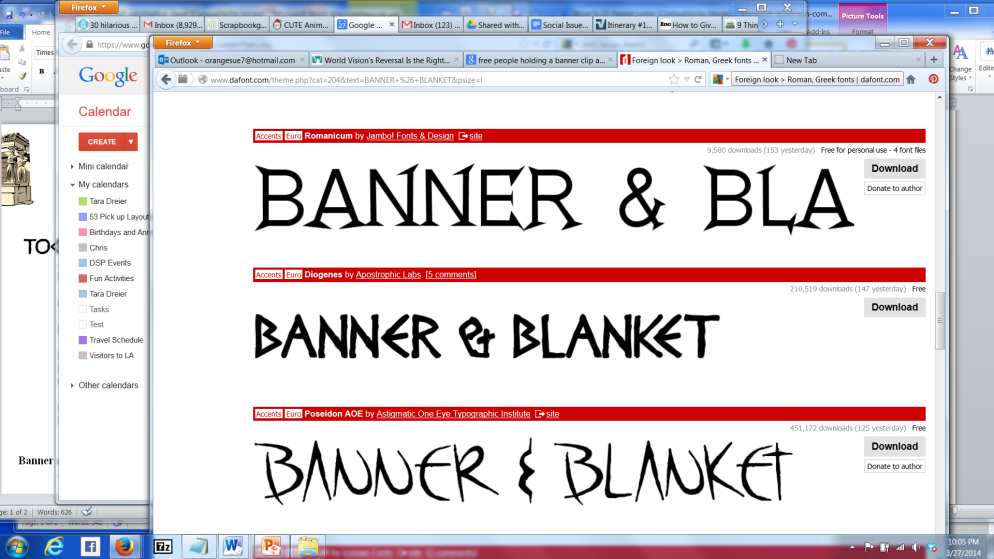 Firefox
30 hilarious
Inbox (8,929
Scrapbookg
CUTE Anim
Google
Inbox (123)
Shared with
Social Issue
Itinerary #1
Inc How to Giv
9 Thin
Picture Tools
File
Add-Ins
Format
https://www.go
Firefox
Outlook - orangesue7@hotmail.com
World Vision's Reversal Is the Right
free people holding a banner clip a
Foreign look > Roman, Greek fonts
New Tab
www.dafont.com/theme.php?cat=204&text=BANNER+%26+BLANKET&psize=l
Foreign look > Roman, Greek fonts | dafont.com
Times
B
Change
Styles
Editin
Google
Calendar
CREATE
Mini calendar
My calendars
Tara Dreier
53 Pick up Layout
Birthdays and Anni
Chris
DSP Events
Fun Activities
Tara Dreier
Tasks
Test
Travel Schedule
Visitors to LA
Other calendars
TO
Banner
Accents Euro Romanicum by Jambo! Fonts & Design site
9,580 downloads (153 yesterday) Free for personal use - 4 font files
BANNER & BLA
Download
Donate to author
Accents Euro Diogenes by Apostrophic Labs [5 comments]
210,519 downloads (147 yesterday) Free
BANNER & BLANKET
Download
Accents Euro Poseidon AOE by Astigmatic One Eye Typographic Institute site
451,172 downloads (125 yesterday) Free
BANNER & BLANKET
Download
Donate to author
Page: 1 of 2 Words: 626
7z
10:05 PM
3/27/2014